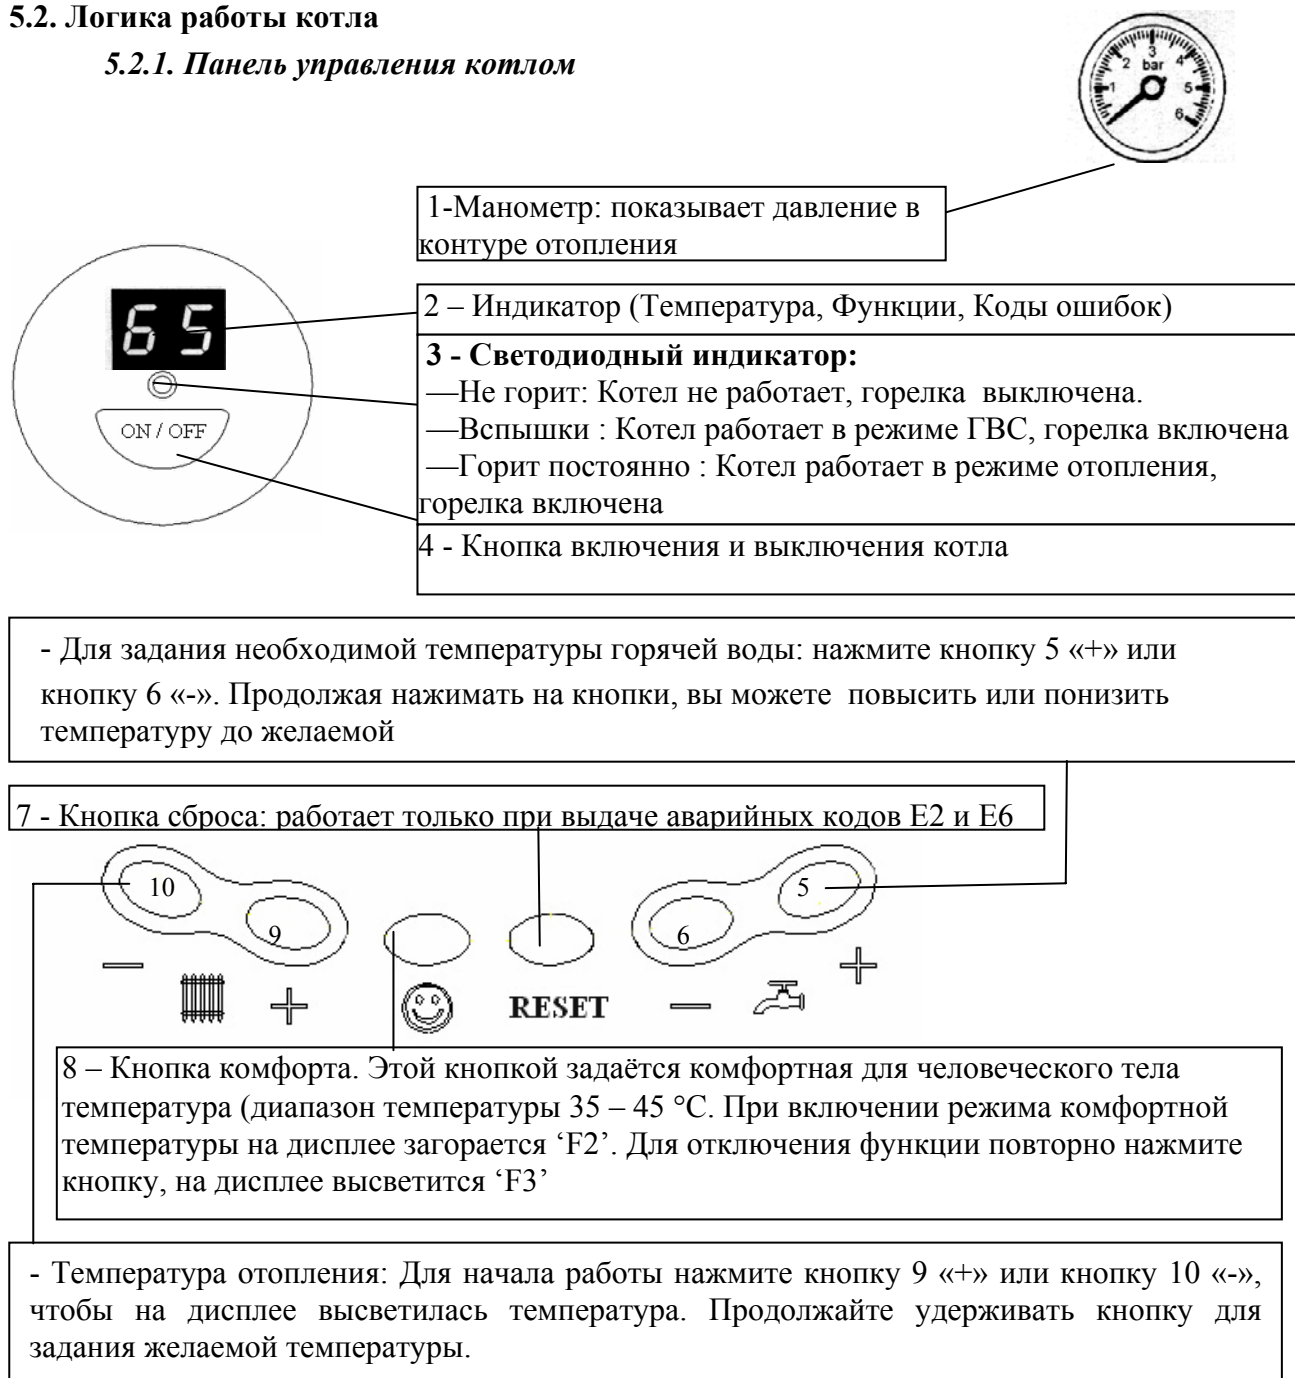 5.2. Логика работы котла
5.2.1. Панель управления котлом
1 2 3 4 5 6
bar
1-Манометр: показывает давление в
контуре отопления
65
ON / OFF
2 – Индикатор (Температура, Функции, Коды ошибок)
3 - Светодиодный индикатор:
—Не горит: Котел не работает, горелка выключена.
—Вспышки : Котел работает в режиме ГВС, горелка включена
—Горит постоянно : Котел работает в режиме отопления,
горелка включена
4 - Кнопка включения и выключения котла
- Для задания необходимой температуры горячей воды: нажмите кнопку 5 «+» или
кнопку 6 «-». Продолжая нажимать на кнопки, вы можете повысить или понизить
температуру до желаемой
7 - Кнопка сброса: работает только при выдаче аварийных кодов Е2 и Е6
10 9 6 5
— + RESET — +
8 – Кнопка комфорта. Этой кнопкой задаётся комфортная для человеческого тела
температура (диапазон температуры 35 – 45 °С. При включении режима комфортной
температуры на дисплее загорается ‘F2’. Для отключения функции повторно нажмите
кнопку, на дисплее высветится ‘F3’
- Температура отопления: Для начала работы нажмите кнопку 9 «+» или кнопку 10 «-»,
чтобы на дисплее высветилась температура. Продолжайте удерживать кнопку для
задания желаемой температуры.